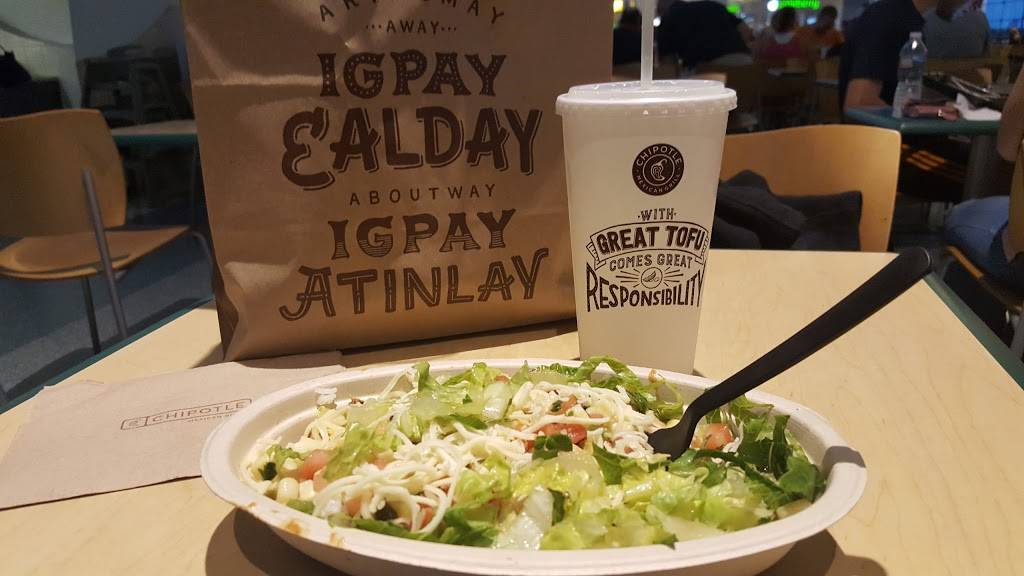 ...AWAY...
IGPAY
EALDAY
ABOUTWAY
IGPAY
ATINLAY
CHIPOTLE
MEXICAN GRILL
·WITH·
GREAT TOFU
COMES GREAT
RESPONSIBILITY
CHIPOTLE